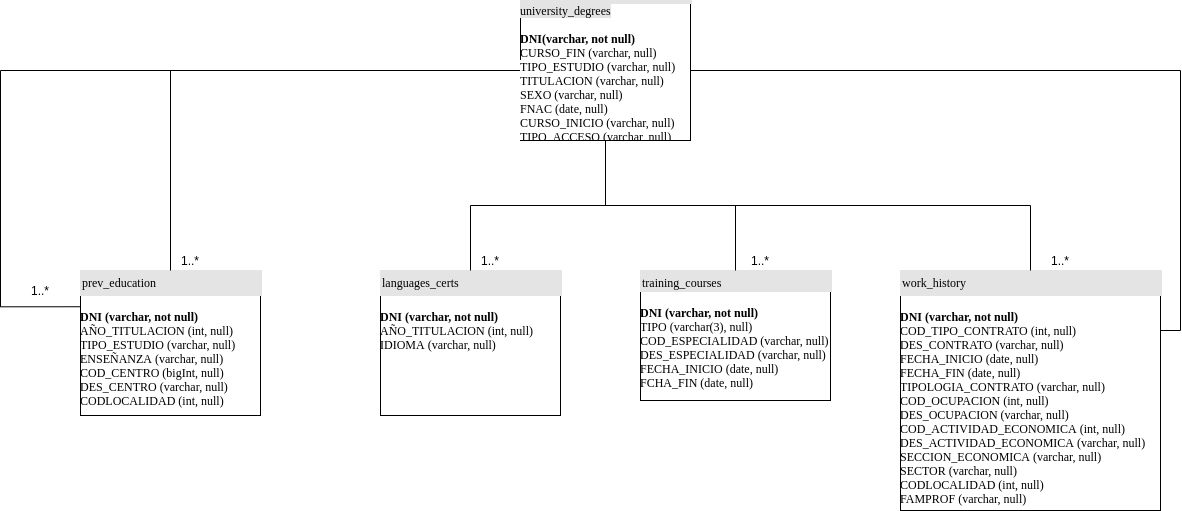 university_degrees
DNI(varchar, not null)
CURSO_FIN (varchar, null)
TIPO_ESTUDIO (varchar, null)
TITULACION (varchar, null)
SEXO (varchar, null)
FNAC (date, null)
CURSO_INICIO (varchar, null)
TIPO_ACCESO (varchar, null)
1..*
1..*
1..*
1..*
1..*
prev_education
DNI (varchar, not null)
AÑO_TITULACION (int, null)
TIPO_ESTUDIO (varchar, null)
ENSEÑANZA (varchar, null)
COD_CENTRO (bigInt, null)
DES_CENTRO (varchar, null)
CODLOCALIDAD (int, null)
languages_certs
DNI (varchar, not null)
AÑO_TITULACION (int, null)
IDIOMA (varchar, null)
training_courses
DNI (varchar, not null)
TIPO (varchar(3), null)
COD_ESPECIALIDAD (varchar, null)
DES_ESPECIALIDAD (varchar, null)
FECHA_INICIO (date, null)
FCHA_FIN (date, null)
work_history
DNI (varchar, not null)
COD_TIPO_CONTRATO (int, null)
DES_CONTRATO (varchar, null)
FECHA_INICIO (date, null)
FECHA_FIN (date, null)
TIPOLOGIA_CONTRATO (varchar, null)
COD_OCUPACION (int, null)
DES_OCUPACION (varchar, null)
COD_ACTIVIDAD_ECONOMICA (int, null)
DES_ACTIVIDAD_ECONOMICA (varchar, null)
SECCION_ECONOMICA (varchar, null)
SECTOR (varchar, null)
CODLOCALIDAD (int, null)
FAMPROF (varchar, null)